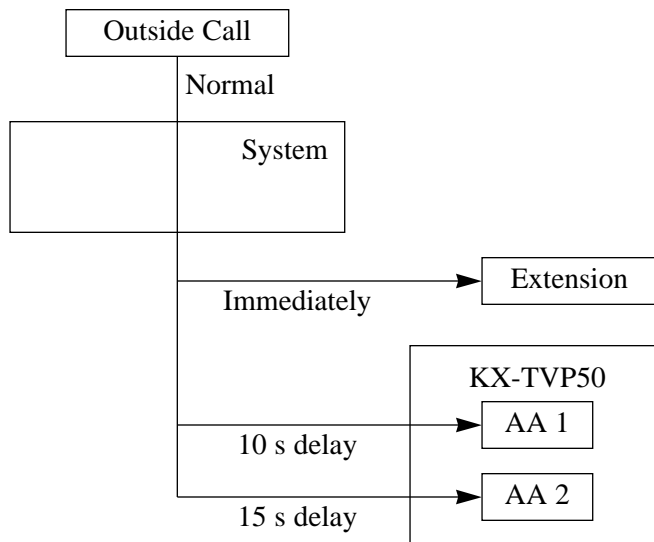 Outside Call
Normal
System
Extension
Immediately
KX-TVP50
AA 1
10 s delay
AA 2
15 s delay